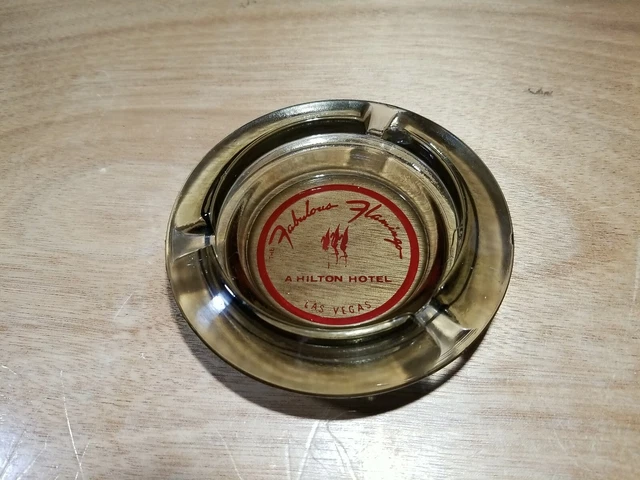 Fabulous Flamingo
A HILTON HOTEL
LAS VEGAS